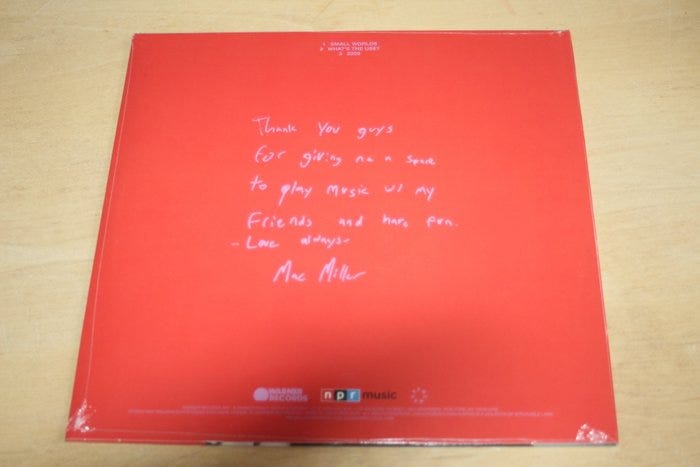 1 SMALL WORLDS
2 WHAT'S THE USE?
3 2009
Thank you guys
For giving me a space
to play music w/ my
Friends and have fun.
- Love always -
Mac Miller
WARNER RECORDS
npr music